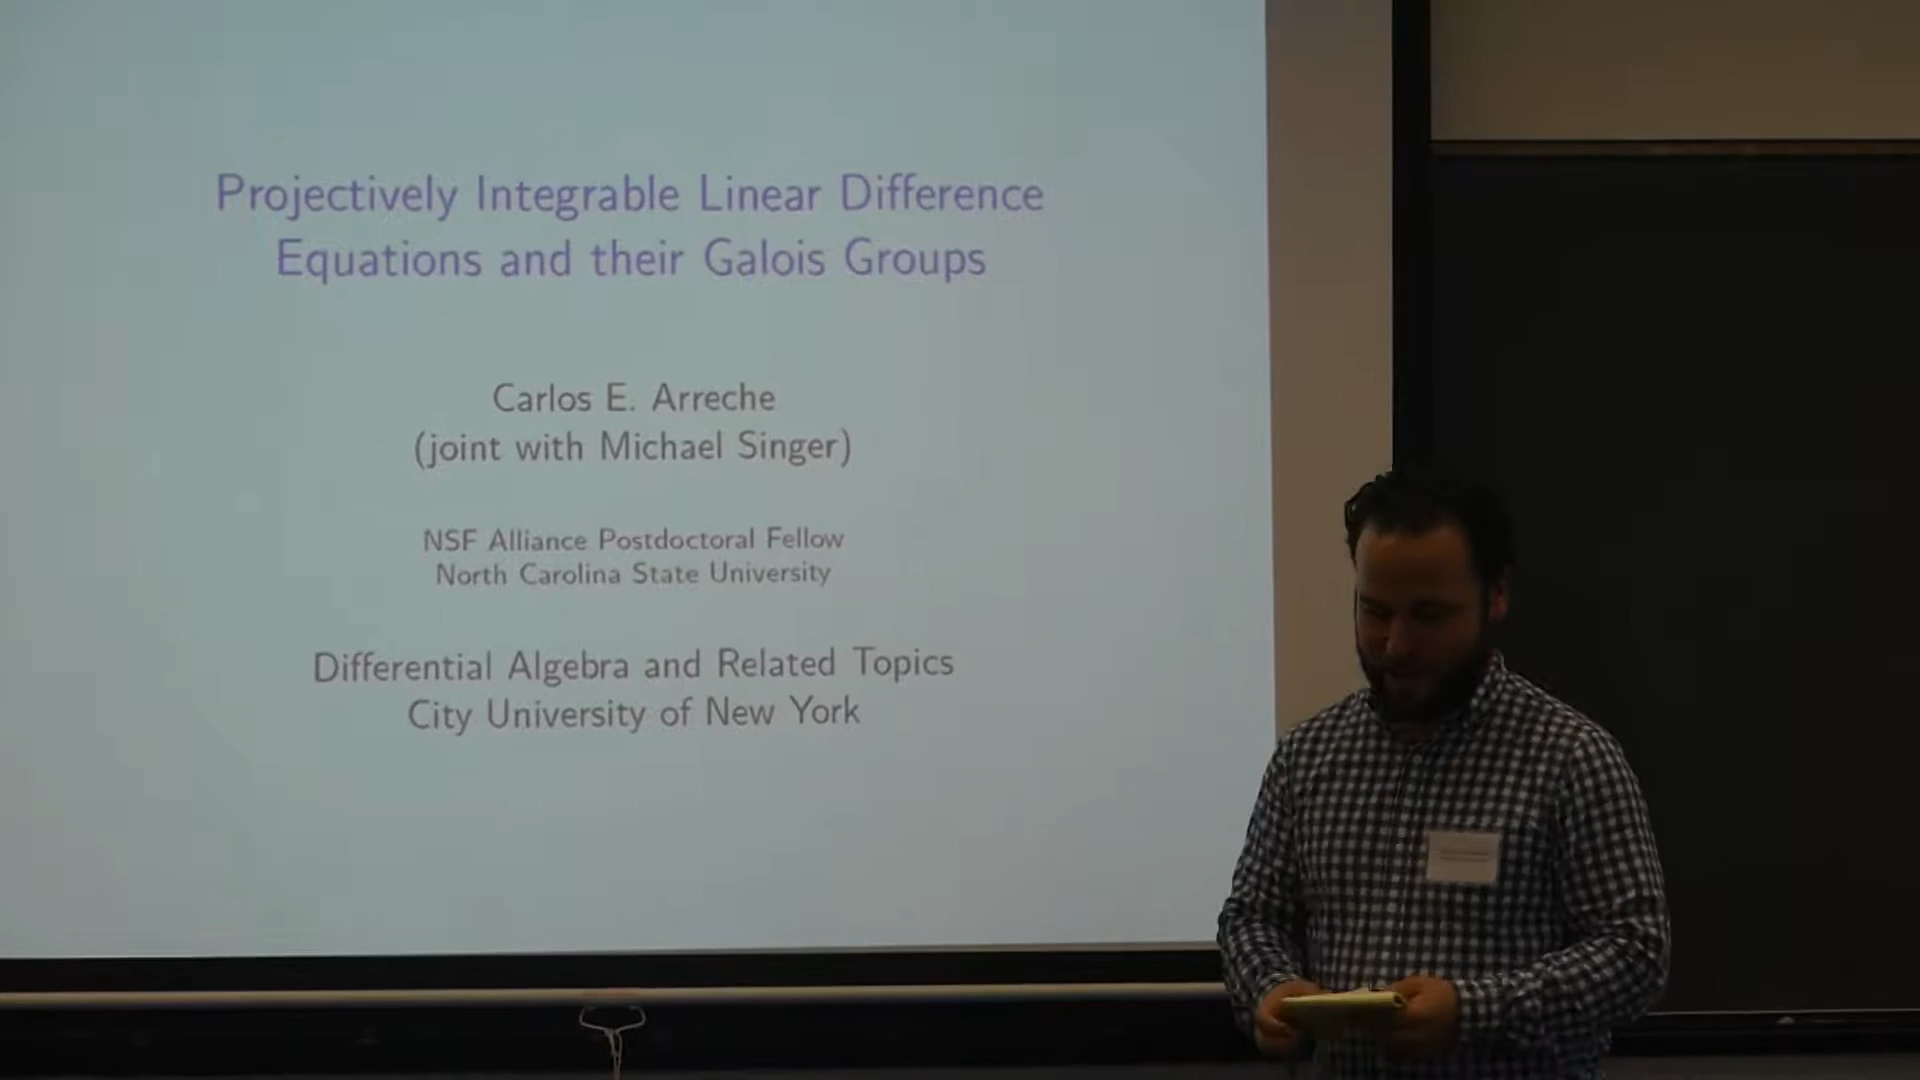 Projectively Integrable Linear Difference
Equations and their Galois Groups
Carlos E. Arreche
(joint with Michael Singer)
NSF Alliance Postdoctoral Fellow
North Carolina State University
Differential Algebra and Related Topics
City University of New York